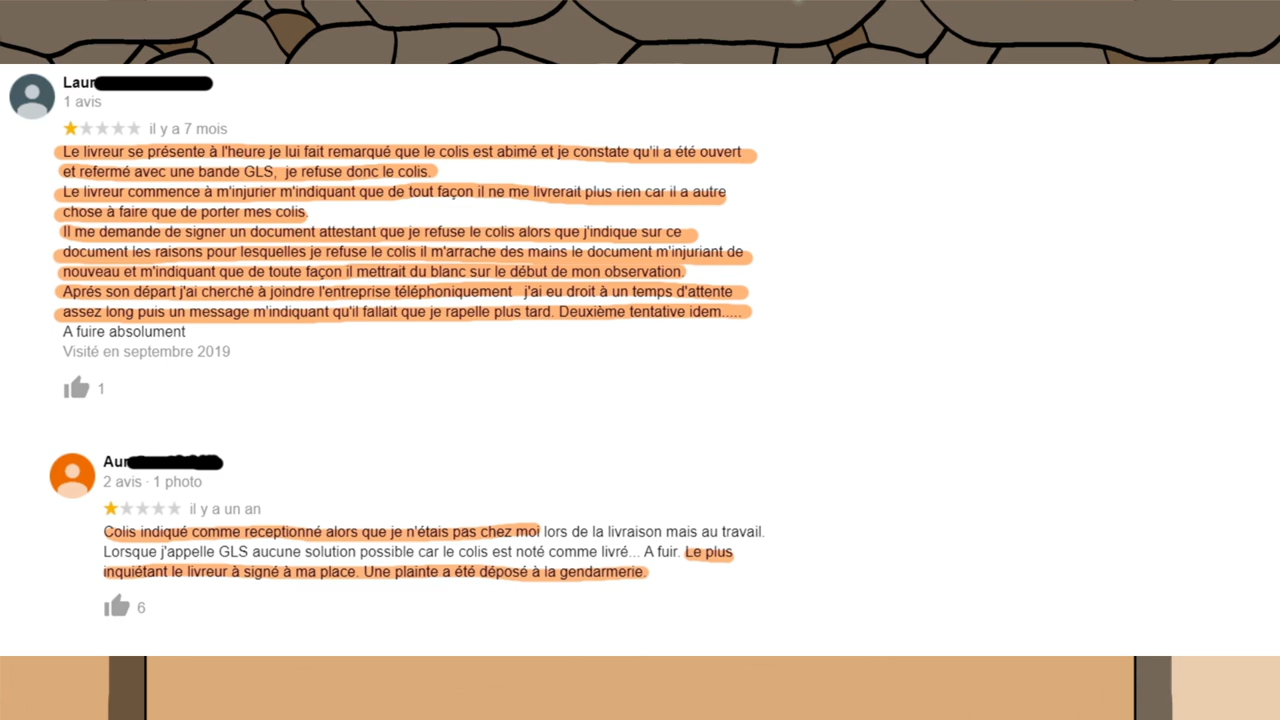 Laur
1 avis
il y a 7 mois
Le livreur se présente à l'heure je lui fait remarqué que le colis est abimé et je constate qu'il a été ouvert
et refermé avec une bande GLS,  je refuse donc le colis.
Le livreur commence à m'injurier m'indiquant que de tout façon il ne me livrerait plus rien car il a autre
chose à faire que de porter mes colis.
Il me demande de signer un document attestant que je refuse le colis alors que j'indique sur ce
document les raisons pour lesquelles je refuse le colis il m'arrache des mains le document m'injuriant de
nouveau et m'indiquant que de toute façon il mettrait du blanc sur le début de mon observation.
Aprés son départ j'ai cherché à joindre l'entreprise téléphoniquement   j'ai eu droit à un temps d'attente
assez long puis un message m'indiquant qu'il fallait que je rapelle plus tard. Deuxième tentative idem.....
A fuire absolument
Visité en septembre 2019
1
Aur
2 avis · 1 photo
il y a un an
Colis indiqué comme receptionné alors que je n'étais pas chez moi lors de la livraison mais au travail.
Lorsque j'appelle GLS aucune solution possible car le colis est noté comme livré... A fuir. Le plus
inquiétant le livreur à signé à ma place. Une plainte a été déposé à la gendarmerie.
6